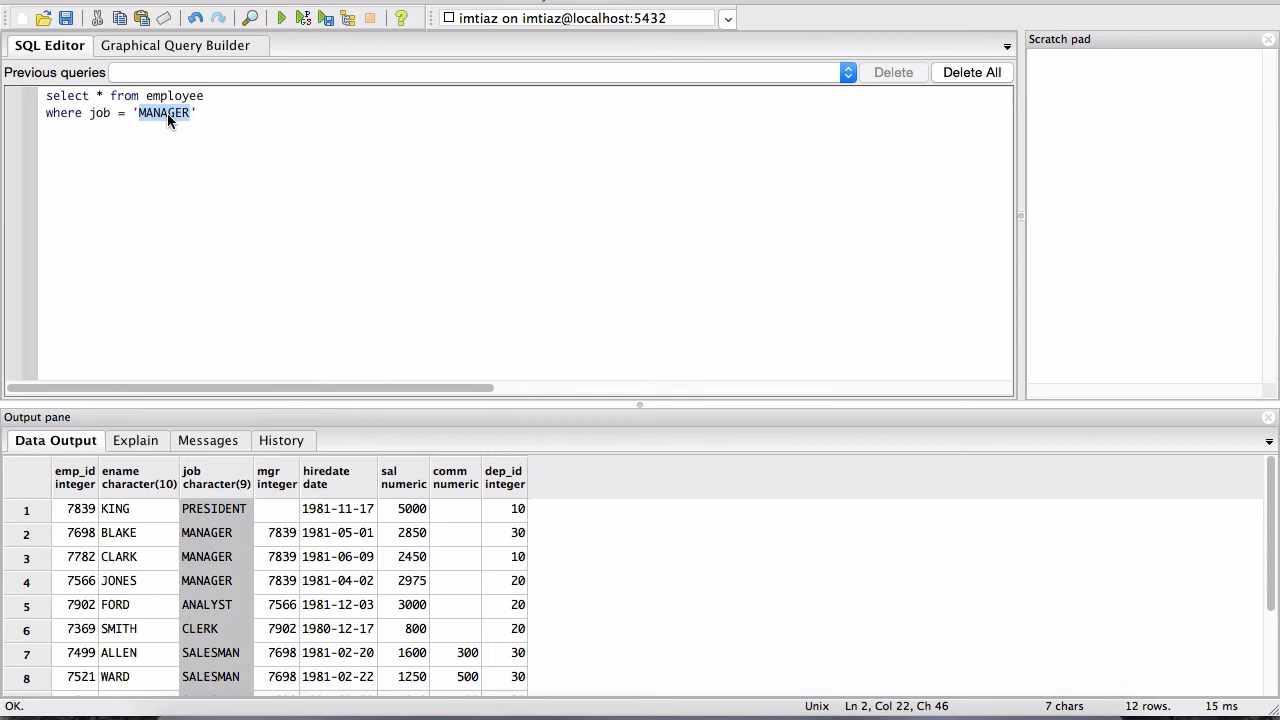 imtiaz on imtiaz@localhost:5432
SQL Editor Graphical Query Builder
Scratch pad
Previous queries Delete Delete All
select * from employee
where job = 'MANAGER'
Output pane
Data Output Explain Messages History
emp_id ename job mgr hiredate sal comm dep_id
integer character(10) character(9) integer date numeric numeric integer
1 7839 KING PRESIDENT 1981-11-17 5000 10
2 7698 BLAKE MANAGER 7839 1981-05-01 2850 30
3 7782 CLARK MANAGER 7839 1981-06-09 2450 10
4 7566 JONES MANAGER 7839 1981-04-02 2975 20
5 7902 FORD ANALYST 7566 1981-12-03 3000 20
6 7369 SMITH CLERK 7902 1980-12-17 800 20
7 7499 ALLEN SALESMAN 7698 1981-02-20 1600 300 30
8 7521 WARD SALESMAN 7698 1981-02-22 1250 500 30
OK. Unix Ln 2, Col 22, Ch 46 7 chars 12 rows. 15 ms